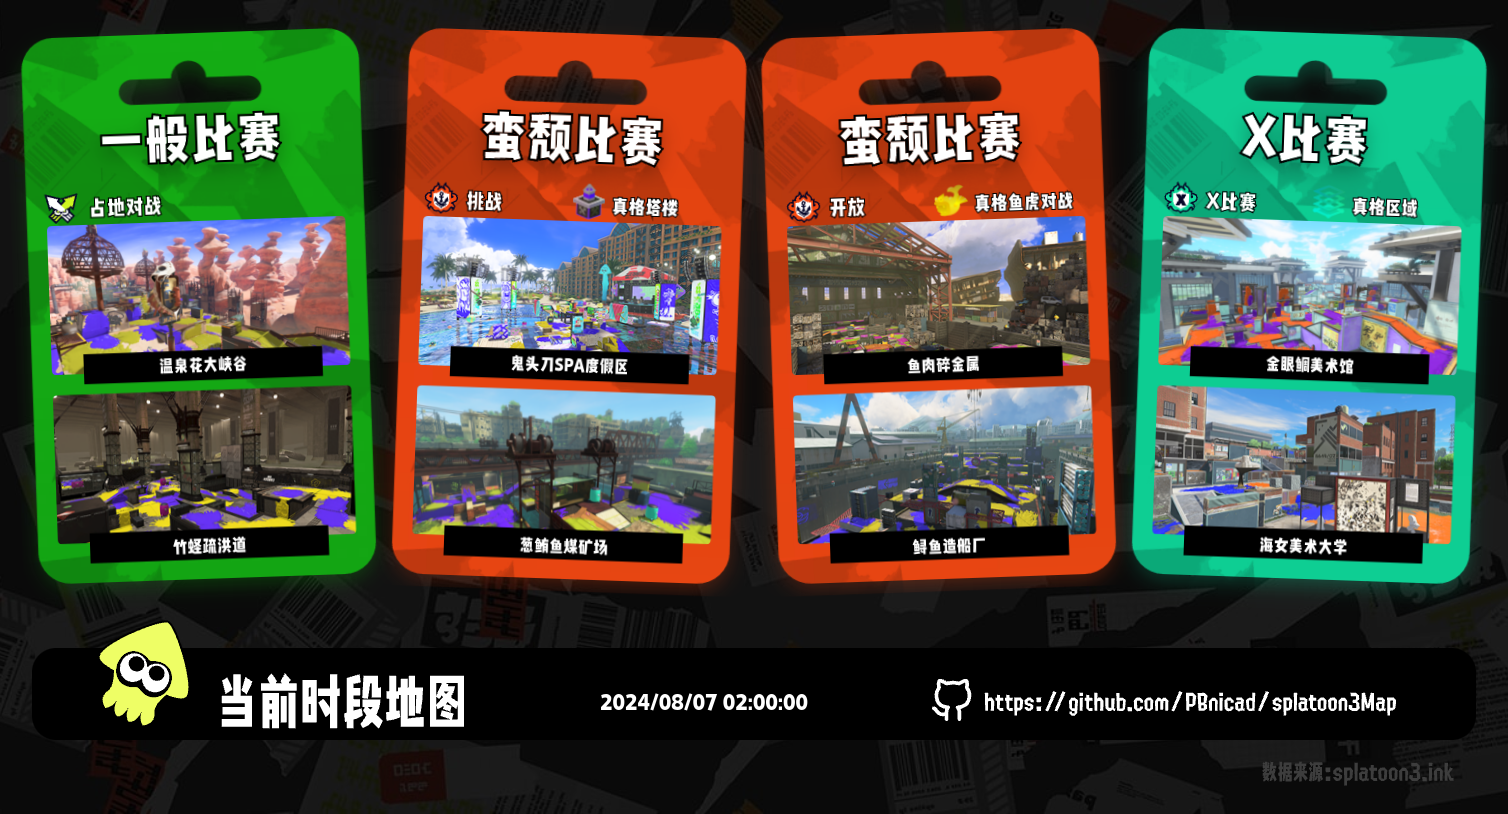 一般比赛
占地对战
温泉花大峡谷
竹蛏疏洪道
蛮颓比赛
挑战
真格塔楼
鬼头刀SPA度假区
葱鲔鱼煤矿场
蛮颓比赛
开放
真格鱼虎对战
鱼肉碎金属
鲟鱼造船厂
X比赛
X比赛
真格区域
金眼鲷美术馆
海女美术大学
当前时段地图
2024/08/07 02:00:00
https://github.com/PBnicad/splatoon3Map
数据来源:splatoon3.ink